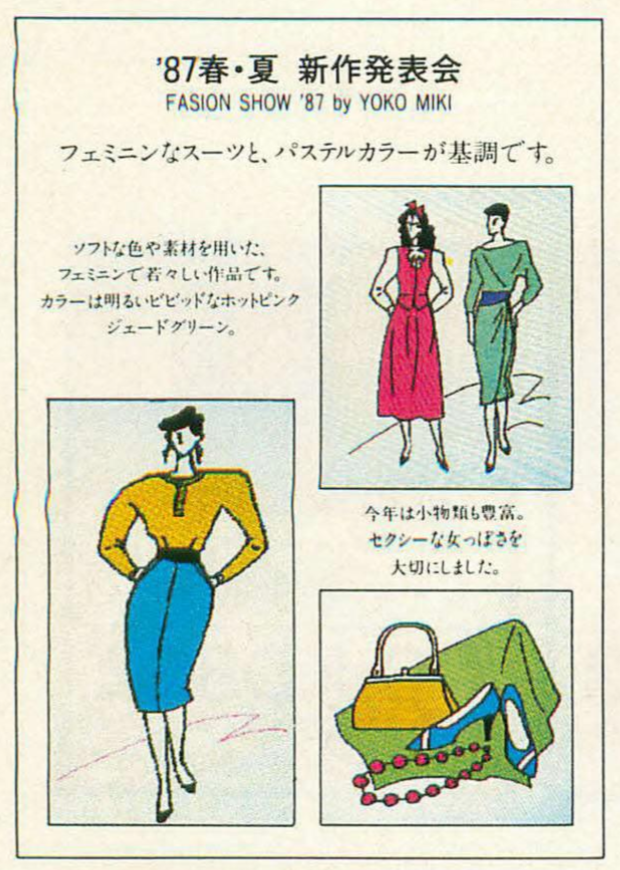 '87春・夏 新作発表会
FASION SHOW '87 by YOKO MIKI
フェミニンなスーツと、パステルカラーが基調です。
ソフトな色や素材を用いた、
フェミニンで若々しい作品です。
カラーは明るいビビッドなホットピンク
ジェードグリーン。
今年は小物類も豊富。
セクシーな女っぽさを
大切にしました。